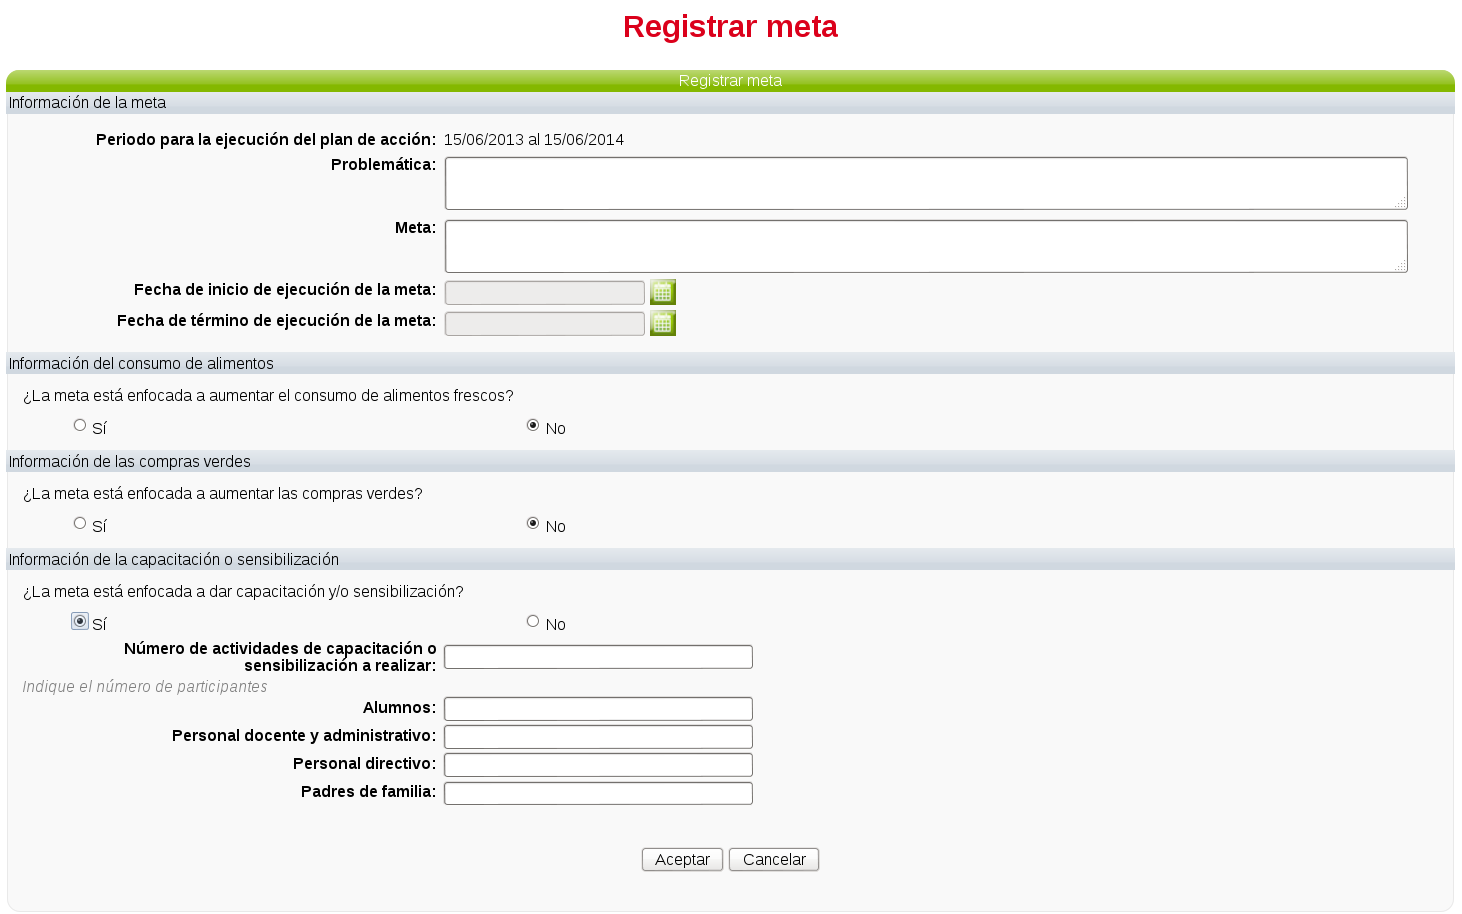 Registrar meta
Registrar meta
Información de la meta
Periodo para la ejecución del plan de acción: 15/06/2013 al 15/06/2014
Problemática:
Meta:
Fecha de inicio de ejecución de la meta:
Fecha de término de ejecución de la meta:
Información del consumo de alimentos
¿La meta está enfocada a aumentar el consumo de alimentos frescos?
Sí No
Información de las compras verdes
¿La meta está enfocada a aumentar las compras verdes?
Sí No
Información de la capacitación o sensibilización
¿La meta está enfocada a dar capacitación y/o sensibilización?
Sí No
Número de actividades de capacitación o
sensibilización a realizar:
Indique el número de participantes
Alumnos:
Personal docente y administrativo:
Personal directivo:
Padres de familia:
Aceptar Cancelar